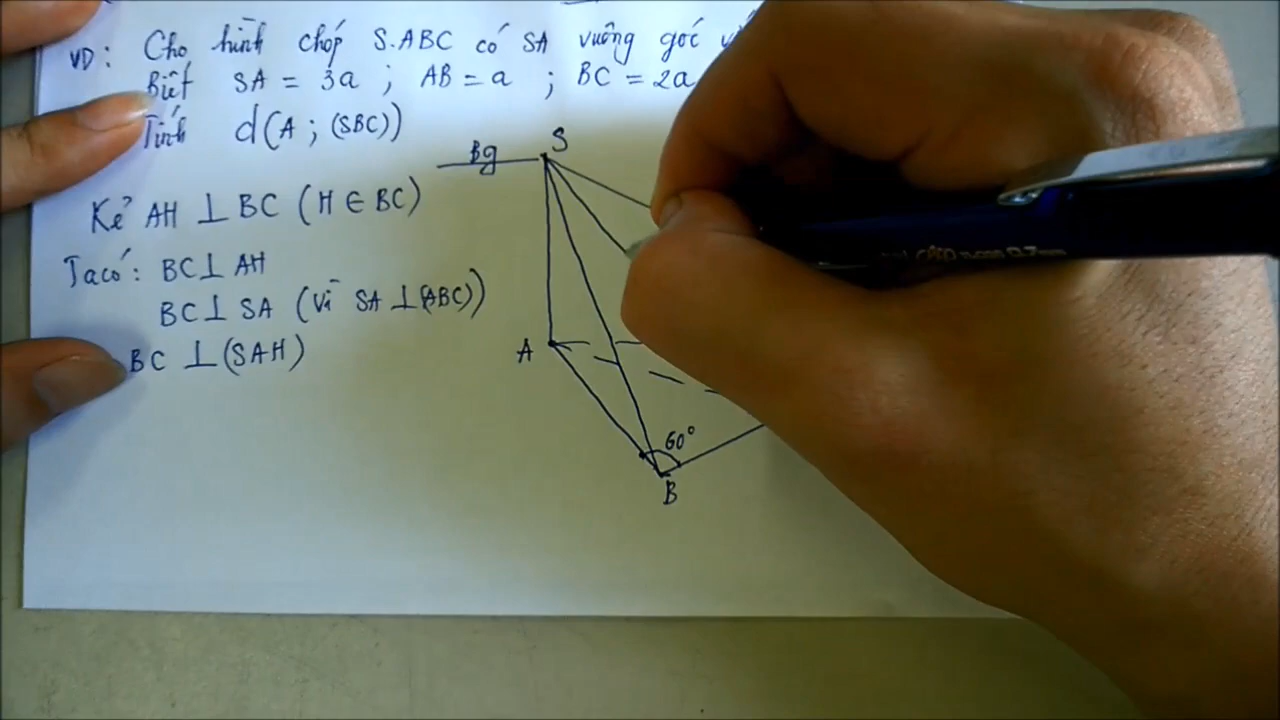 VD: Cho hình chóp S.ABC có SA vuông góc
Biết SA = 3a ; AB = a ; BC = 2a
Tính d(A ; (SBC))
Bg
S
Kẻ AH ⊥ BC (H ∈ BC)
Ta có: BC ⊥ AH
BC ⊥ SA (Vì SA ⊥ (ABC))
BC ⊥ (SAH)
A
60°
B